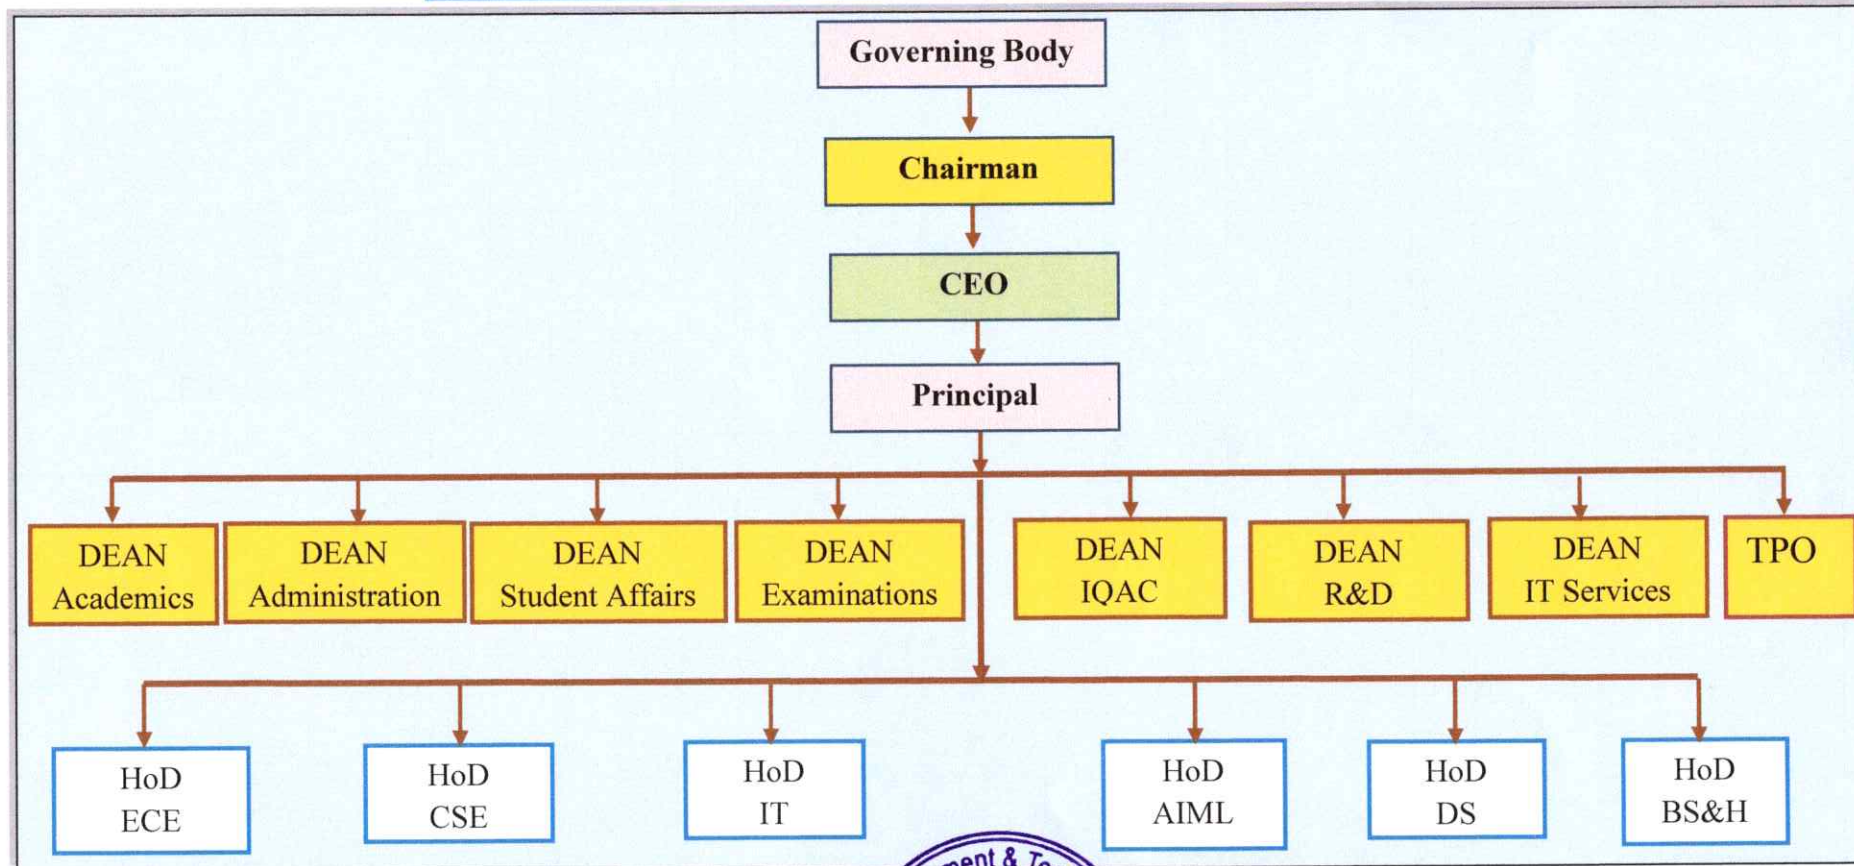 Governing Body
Chairman
CEO
Principal
DEAN
Academics
DEAN
Administration
DEAN
Student Affairs
DEAN
Examinations
DEAN
IQAC
DEAN
R&D
DEAN
IT Services
TPO
HoD
ECE
HoD
CSE
HoD
IT
HoD
AIML
HoD
DS
HoD
BS&H